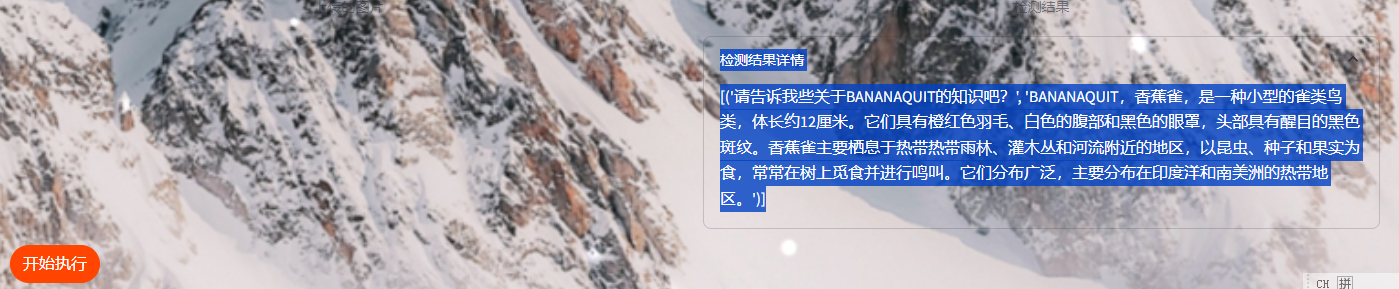 检测结果
检测结果详情
[('请告诉我些关于BANANAQUIT的知识吧？', 'BANANAQUIT，香蕉雀，是一种小型的雀类鸟
类，体长约12厘米。它们具有橙红色羽毛、白色的腹部和黑色的眼罩，头部具有醒目的黑色
斑纹。香蕉雀主要栖息于热带热带雨林、灌木丛和河流附近的地区，以昆虫、种子和果实为
食，常常在树上觅食并进行鸣叫。它们分布广泛，主要分布在印度洋和南美洲的热带地
区。')]
开始执行
CH 拼